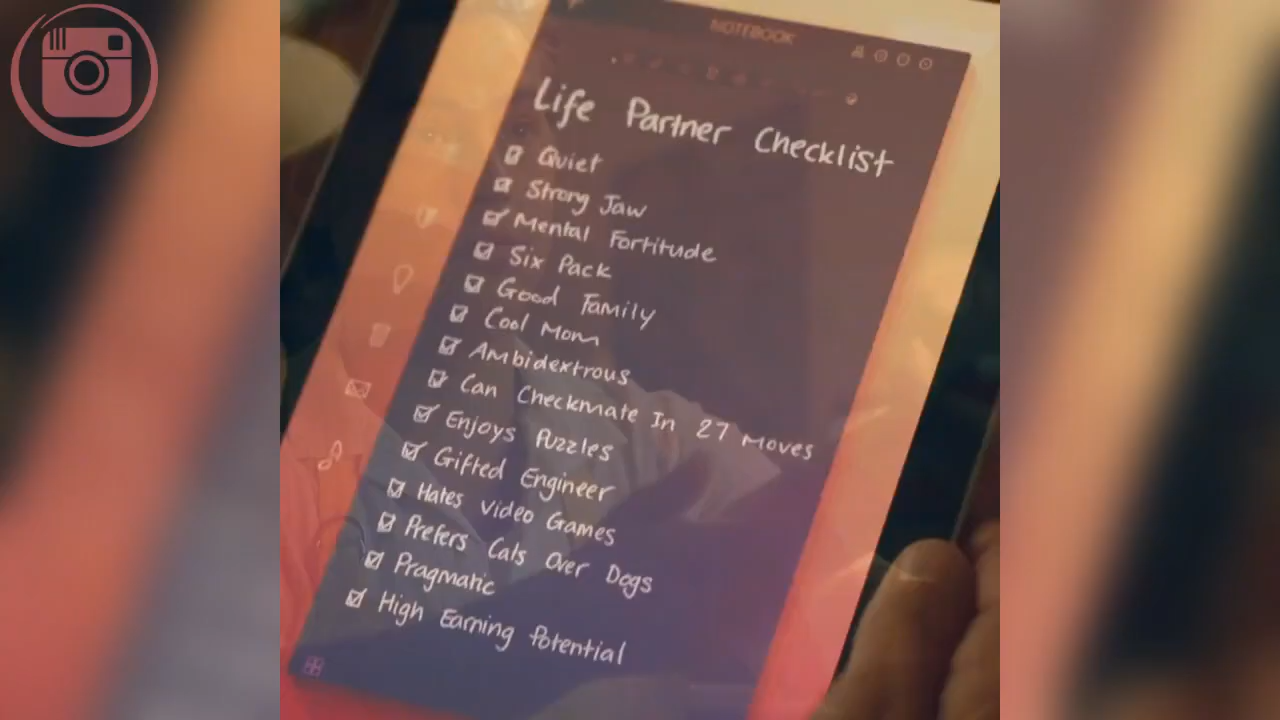 NOTEBOOK
Life Partner Checklist
Quiet
Strong Jaw
Mental Fortitude
Six Pack
Good Family
Cool Mom
Ambidextrous
Can Checkmate In 27 Moves
Enjoys Puzzles
Gifted Engineer
Hates Video Games
Prefers Cats Over Dogs
Pragmatic
High Earning Potential